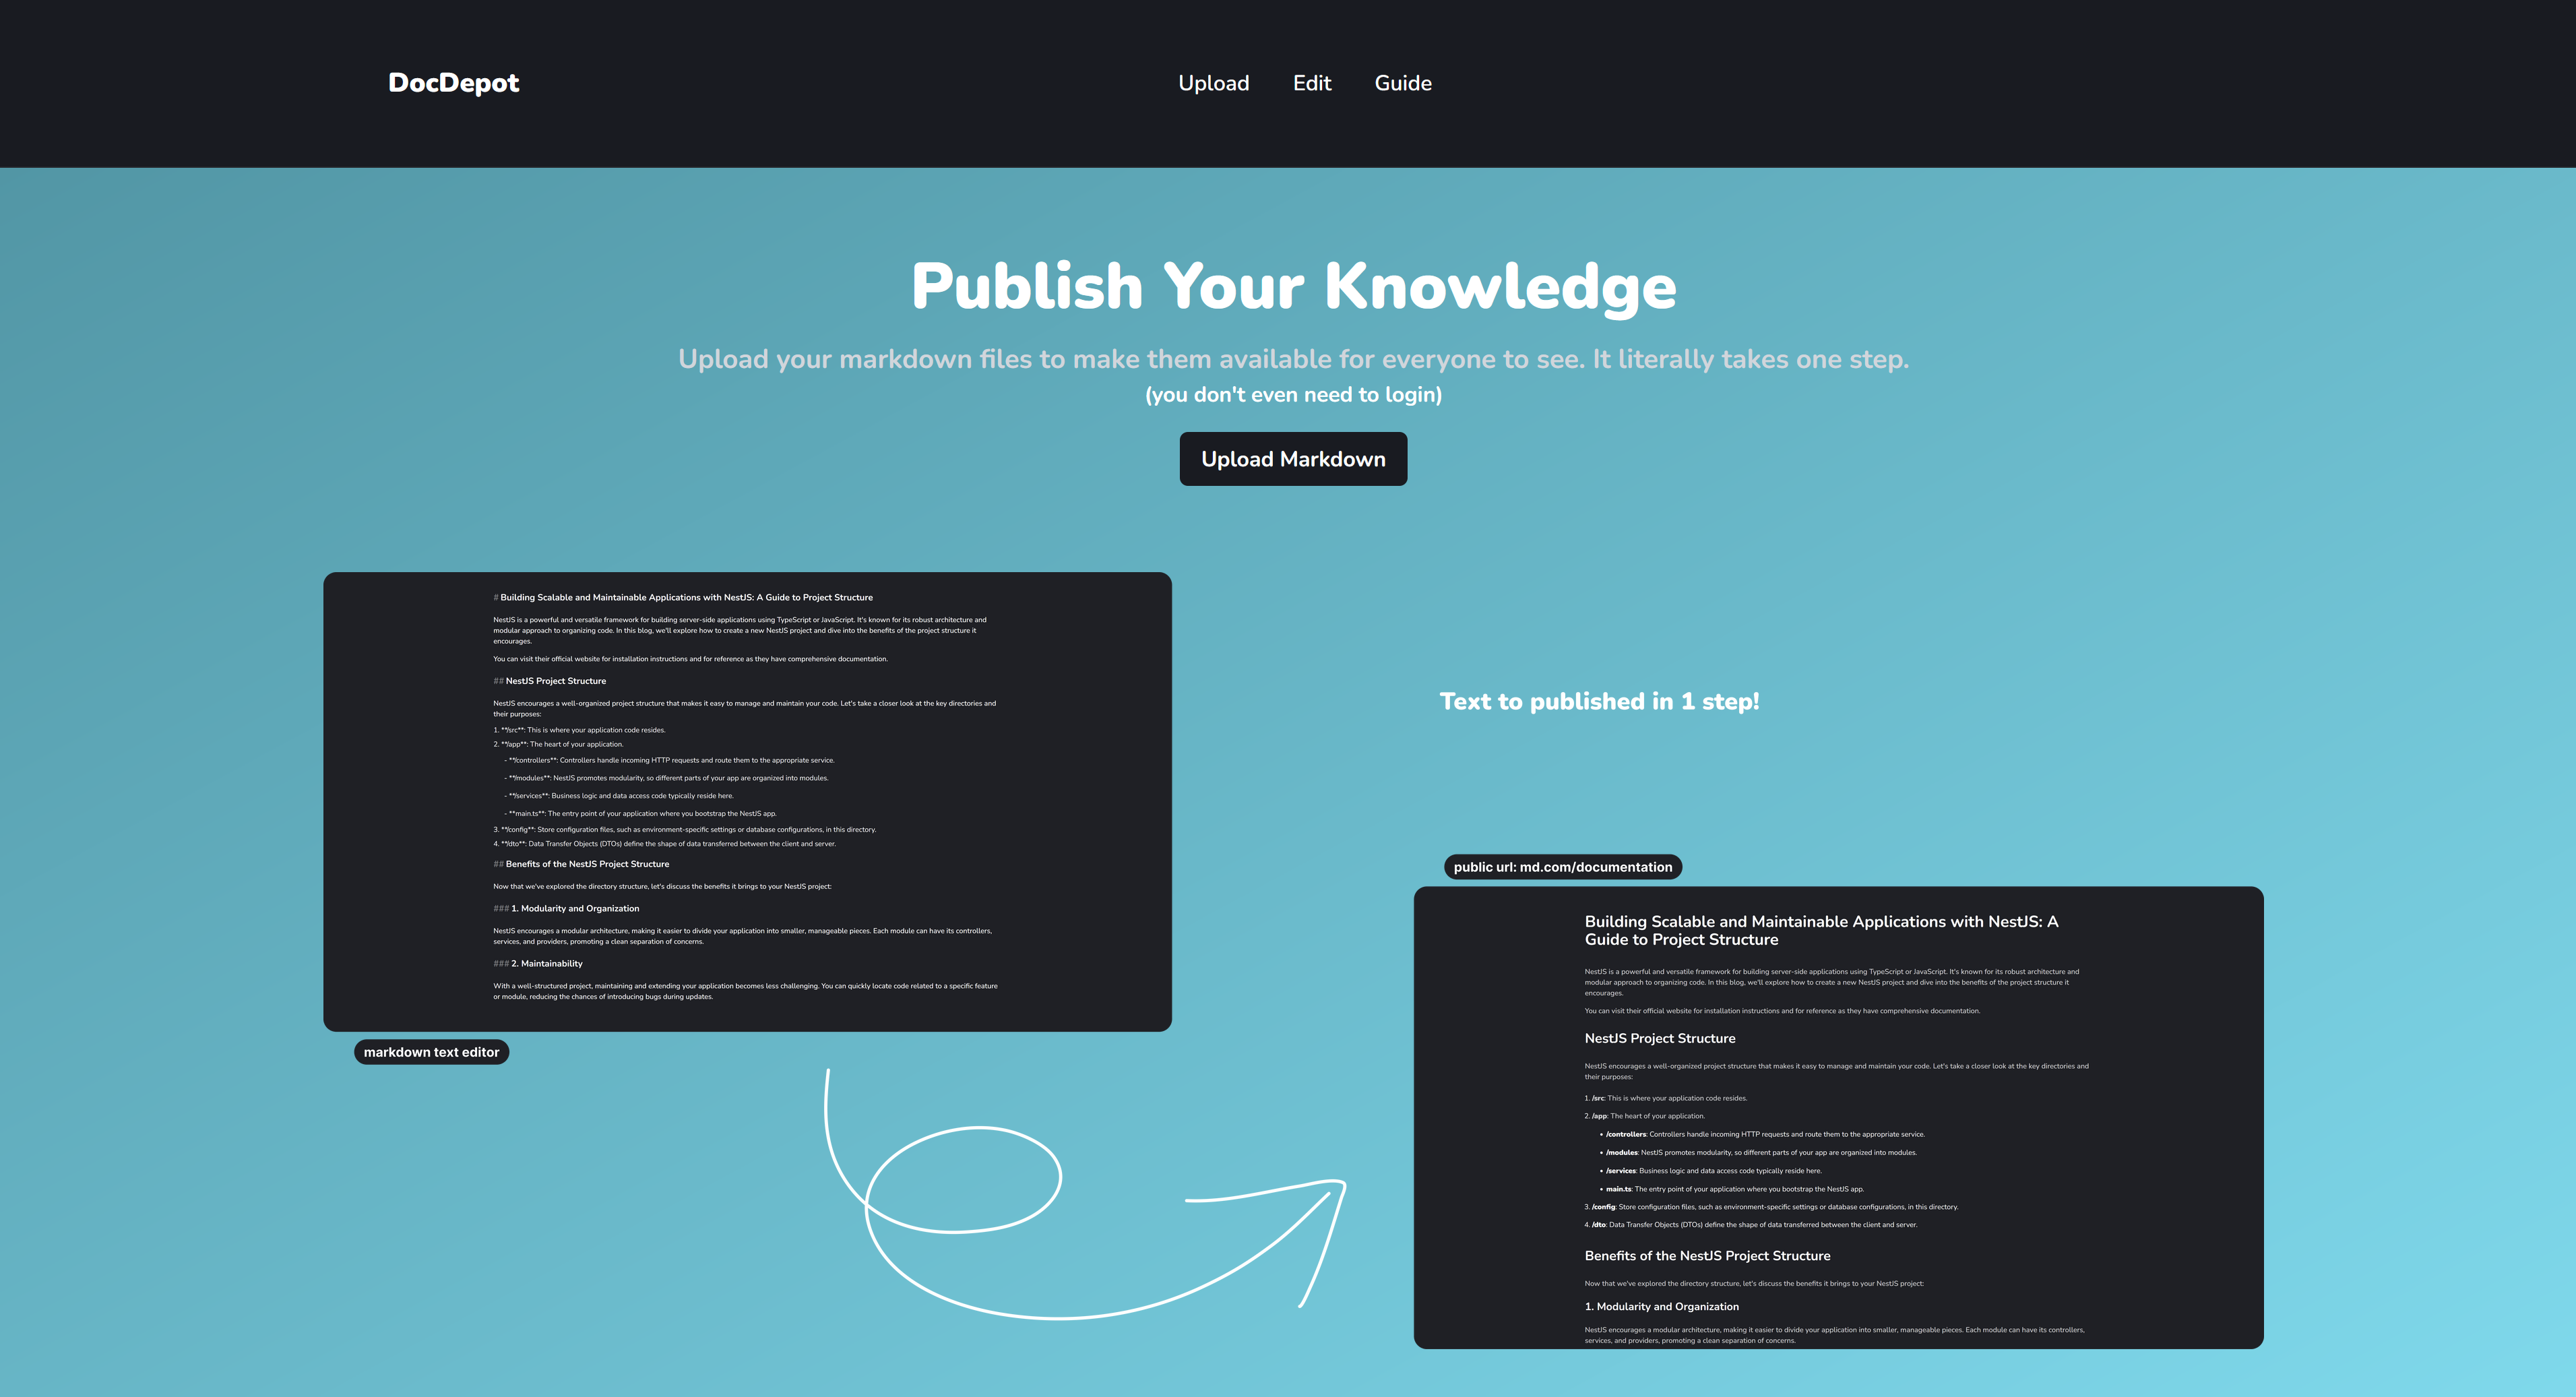 DocDepot
Upload Edit Guide
Publish Your Knowledge
Upload your markdown files to make them available for everyone to see. It literally takes one step.
(you don't even need to login)
Upload Markdown
# Building Scalable and Maintainable Applications with NestJS: A Guide to Project Structure
NestJS is a powerful and versatile framework for building server-side applications using TypeScript or JavaScript. It's known for its robust architecture and
modular approach to organizing code. In this blog, we'll explore how to create a new NestJS project and dive into the benefits of the project structure it
encourages.
You can visit their official website for installation instructions and for reference as they have comprehensive documentation.
## NestJS Project Structure
NestJS encourages a well-organized project structure that makes it easy to manage and maintain your code. Let's take a closer look at the key directories and
their purposes:
1. **/src**: This is where your application code resides.
2. **/app**: The heart of your application.
- **/controllers**: Controllers handle incoming HTTP requests and route them to the appropriate service.
- **/modules**: NestJS promotes modularity, so different parts of your app are organized into modules.
- **/services**: Business logic and data access code typically reside here.
- **main.ts**: The entry point of your application where you bootstrap the NestJS app.
3. **/config**: Store configuration files, such as environment-specific settings or database configurations, in this directory.
4. **/dto**: Data Transfer Objects (DTOs) define the shape of data transferred between the client and server.
## Benefits of the NestJS Project Structure
Now that we've explored the directory structure, let's discuss the benefits it brings to your NestJS project:
### 1. Modularity and Organization
NestJS encourages a modular architecture, making it easier to divide your application into smaller, manageable pieces. Each module can have its controllers,
services, and providers, promoting a clean separation of concerns.
### 2. Maintainability
With a well-structured project, maintaining and extending your application becomes less challenging. You can quickly locate code related to a specific feature
or module, reducing the chances of introducing bugs during updates.
markdown text editor
Text to published in 1 step!
public url: md.com/documentation
Building Scalable and Maintainable Applications with NestJS: A
Guide to Project Structure
NestJS is a powerful and versatile framework for building server-side applications using TypeScript or JavaScript. It's known for its robust architecture and
modular approach to organizing code. In this blog, we'll explore how to create a new NestJS project and dive into the benefits of the project structure it
encourages.
You can visit their official website for installation instructions and for reference as they have comprehensive documentation.
NestJS Project Structure
NestJS encourages a well-organized project structure that makes it easy to manage and maintain your code. Let's take a closer look at the key directories and
their purposes:
1. /src: This is where your application code resides.
2. /app: The heart of your application.
• /controllers: Controllers handle incoming HTTP requests and route them to the appropriate service.
• /modules: NestJS promotes modularity, so different parts of your app are organized into modules.
• /services: Business logic and data access code typically reside here.
• main.ts: The entry point of your application where you bootstrap the NestJS app.
3. /config: Store configuration files, such as environment-specific settings or database configurations, in this directory.
4. /dto: Data Transfer Objects (DTOs) define the shape of data transferred between the client and server.
Benefits of the NestJS Project Structure
Now that we've explored the directory structure, let's discuss the benefits it brings to your NestJS project:
1. Modularity and Organization
NestJS encourages a modular architecture, making it easier to divide your application into smaller, manageable pieces. Each module can have its controllers,
services, and providers, promoting a clean separation of concerns.